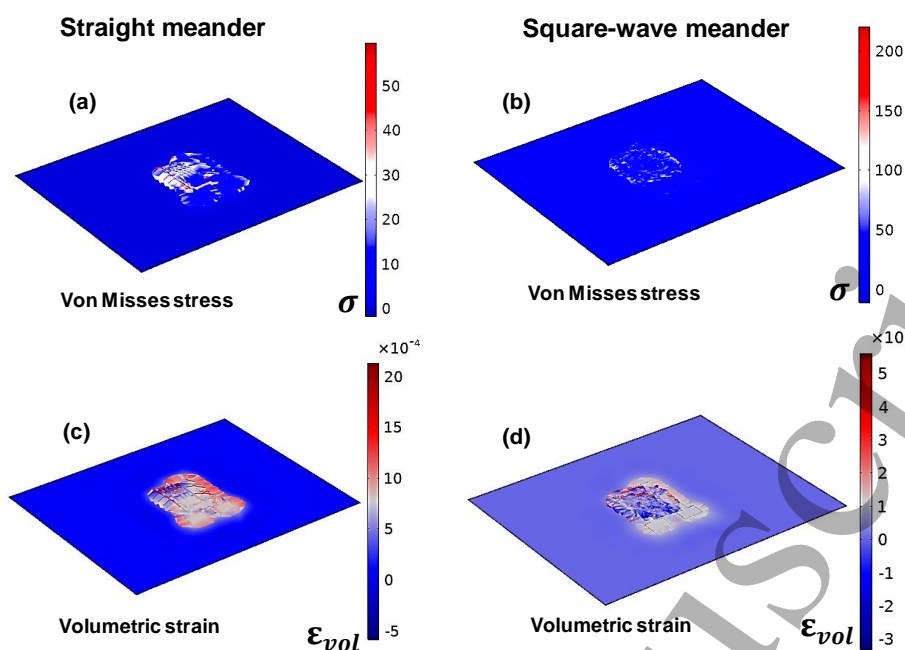 Straight meander
Square-wave meander
(a)
50
40
30
20
10
0
Von Misses stress
σ
(b)
200
150
100
50
0
Von Misses stress
σ
(c)
×10⁻⁴
20
15
10
5
0
-5
Volumetric strain
εvol
(d)
×10
5
4
3
2
1
0
-1
-2
-3
Volumetric strain
εvol